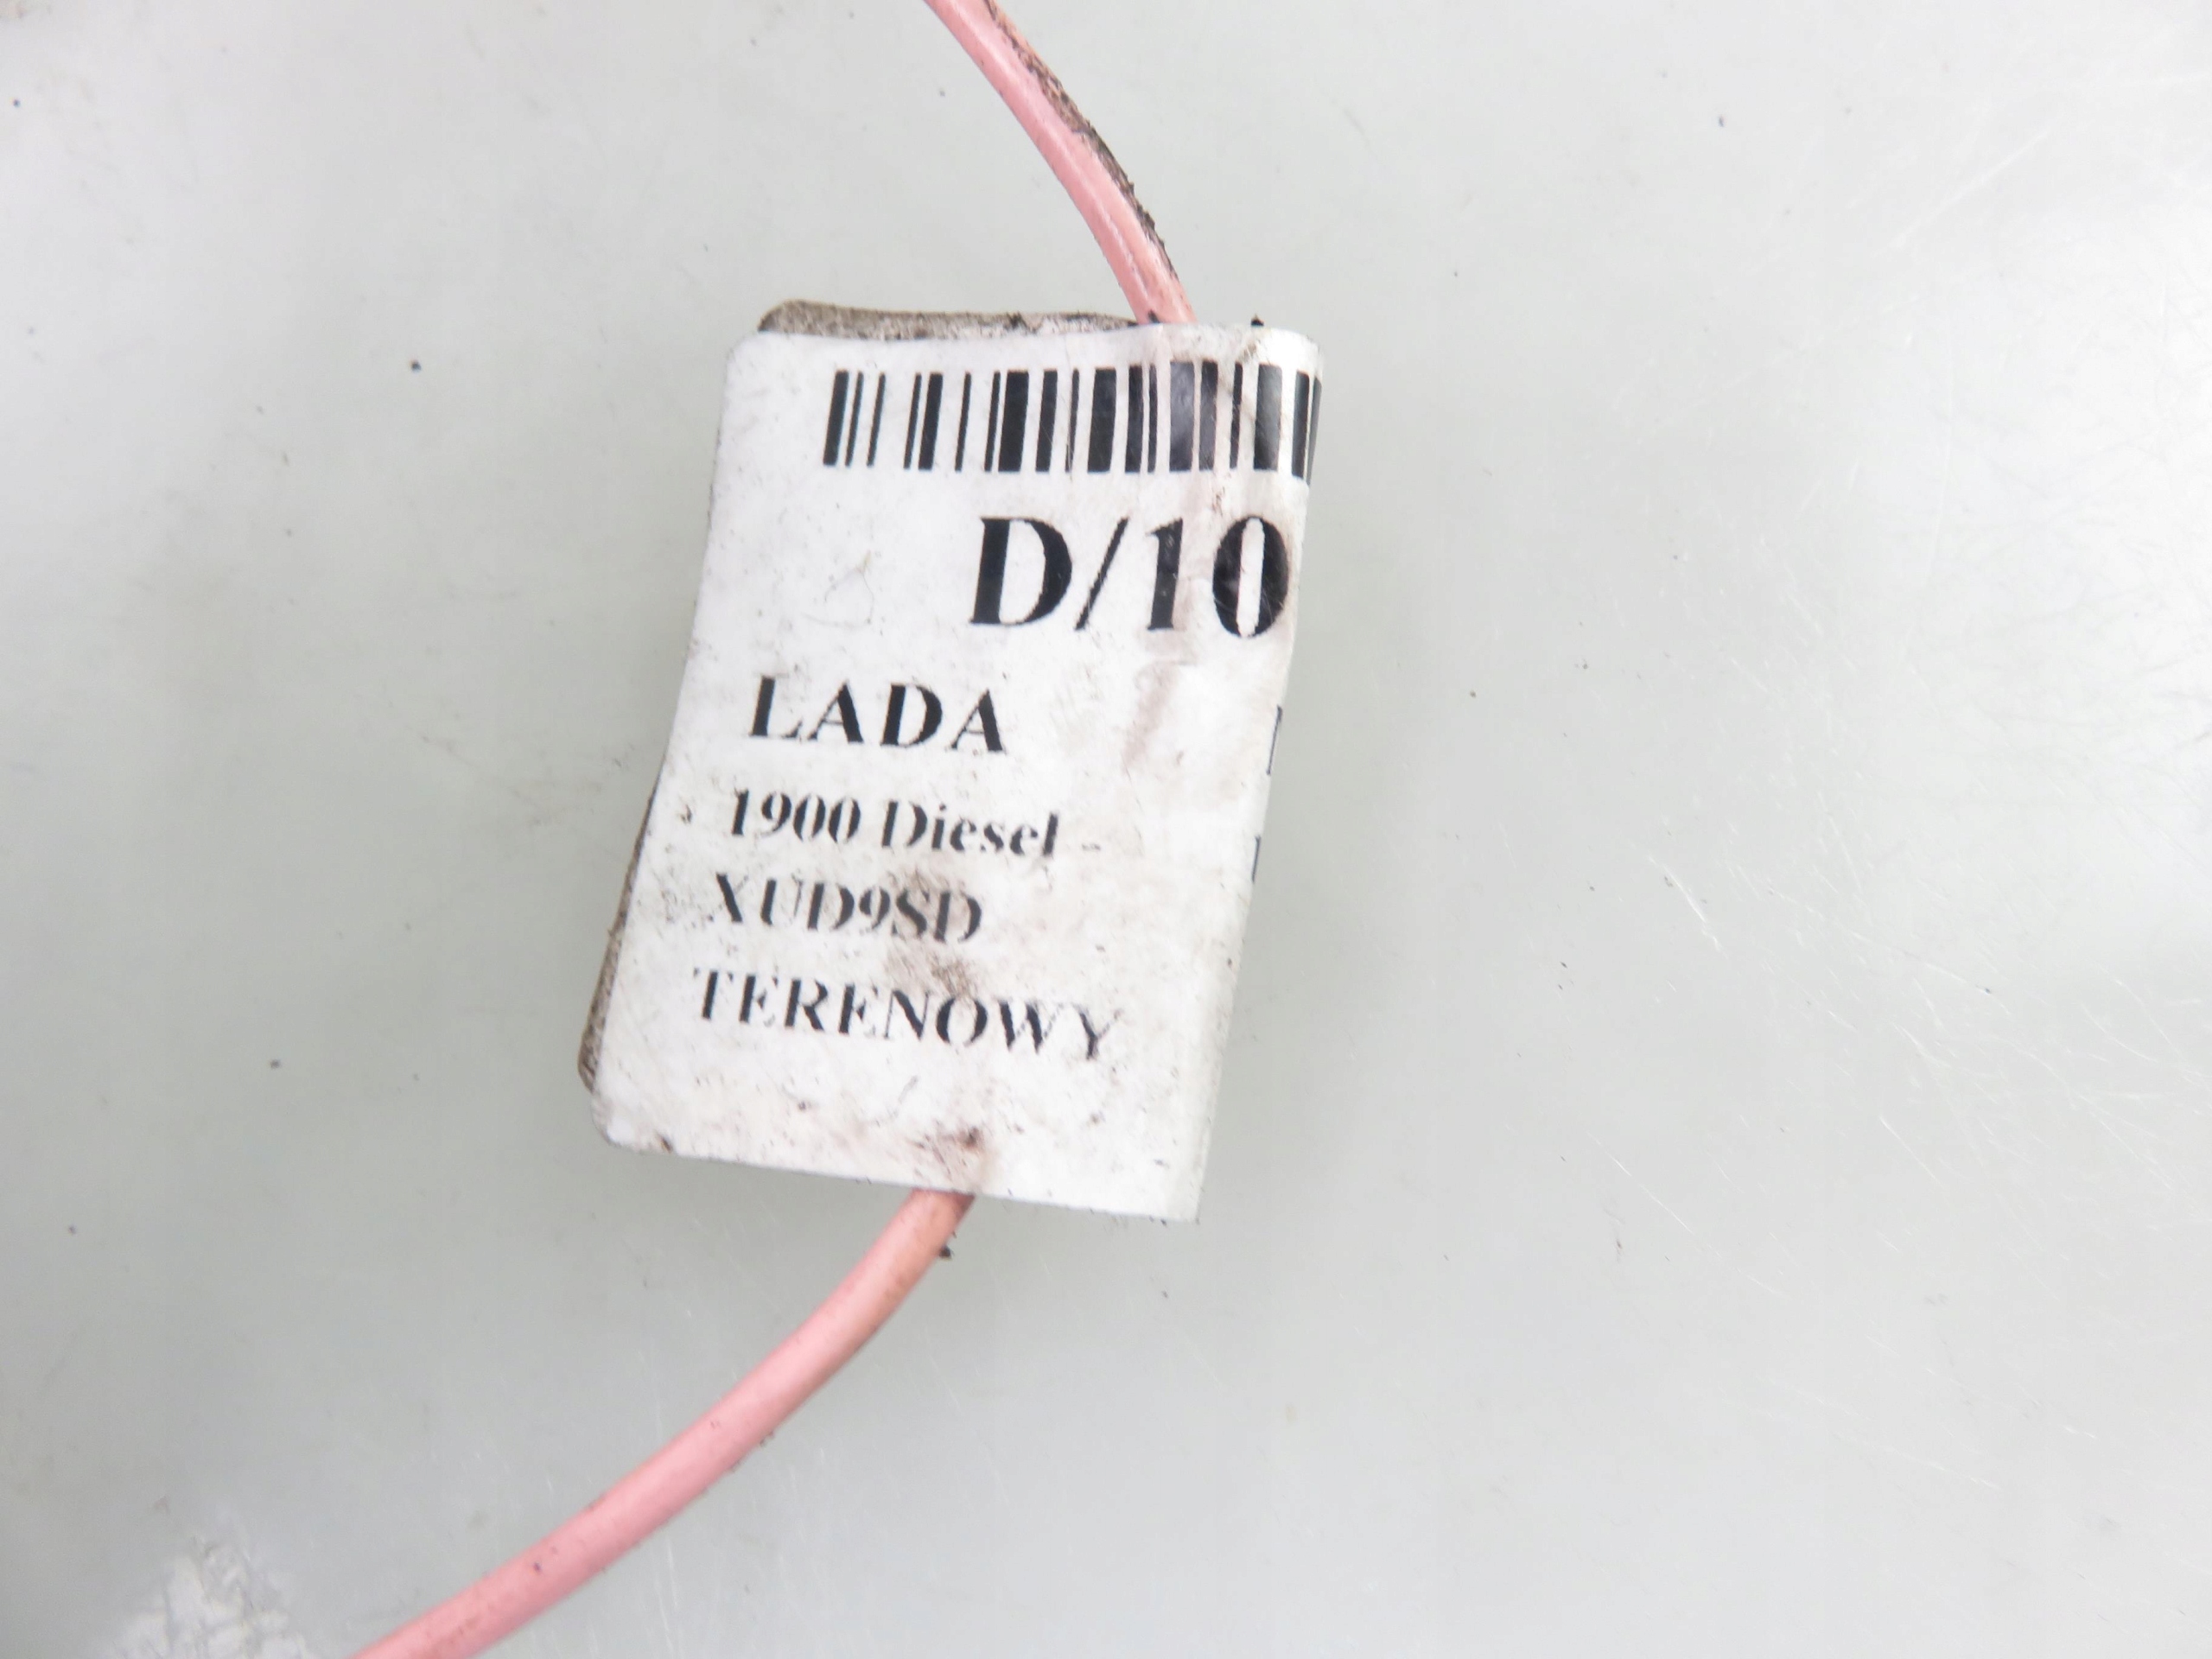 D/10
LADA
1900 Diesel -
XUD9SD
TERENOWY